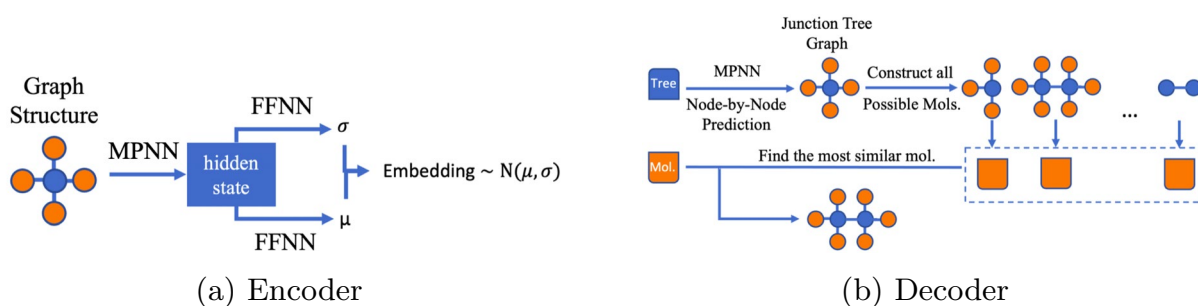 Graph
Structure
MPNN
hidden
state
FFNN
σ
Embedding ~ N(μ, σ)
μ
FFNN
(a) Encoder
Junction Tree
Graph
Tree
MPNN
Node-by-Node
Prediction
Construct all
Possible Mols.
...
Mol.
Find the most similar mol.
(b) Decoder